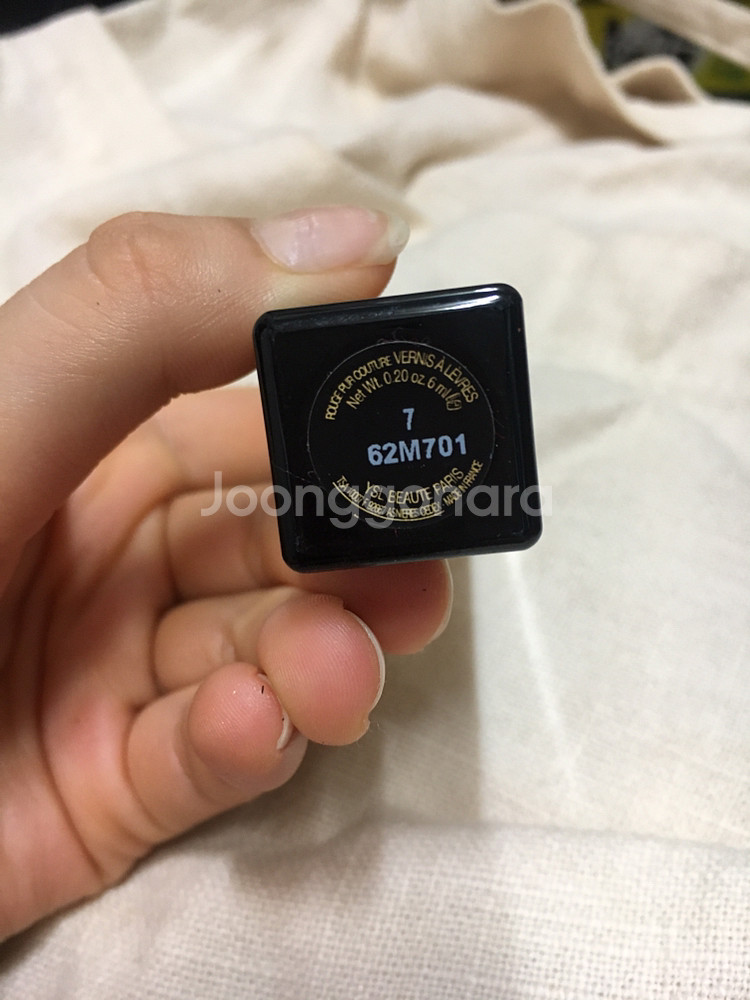 ROUGE PUR COUTURE VERNIS À LÈVRES
Net Wt. 0.20 oz 6 ml
7
62M701
YSL BEAUTE PARIS
MADE IN FRANCE
Joonggonara